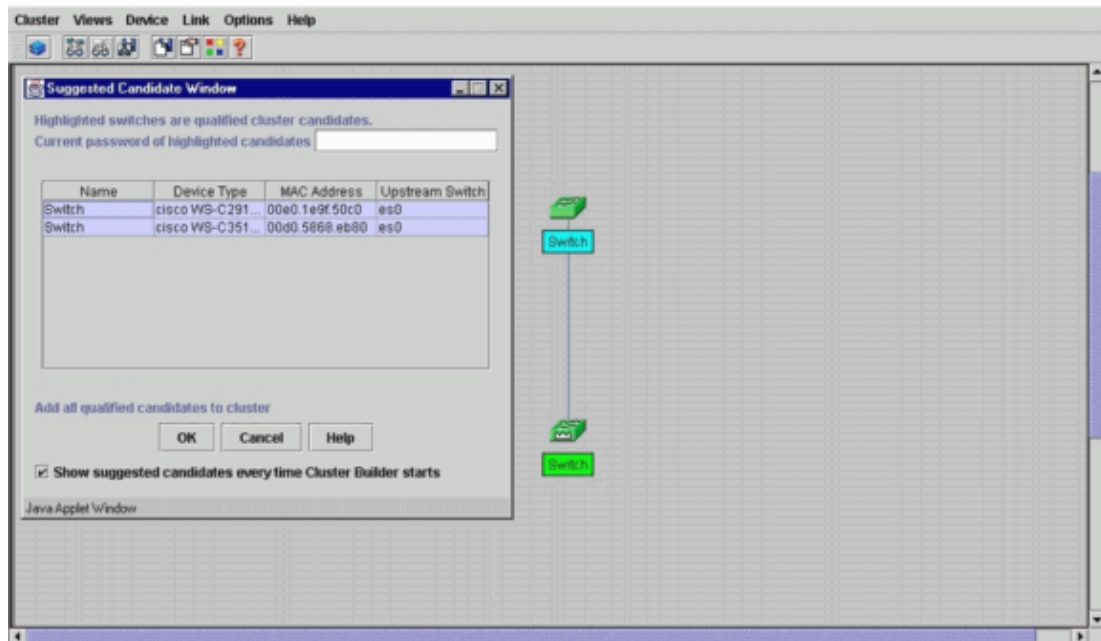 Cluster Views Device Link Options Help
Suggested Candidate Window
Highlighted switches are qualified cluster candidates.
Current password of highlighted candidates
Name Device Type MAC Address Upstream Switch
Switch cisco WS-C291... 00e0.1e9f.50c0 es0
Switch cisco WS-C351... 00d0.5868.eb80 es0
Add all qualified candidates to cluster
OK Cancel Help
Show suggested candidates every time Cluster Builder starts
Java Applet Window
Switch
Switch